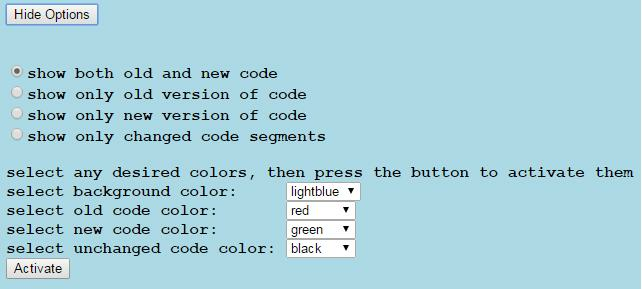 Hide Options
show both old and new code
show only old version of code
show only new version of code
show only changed code segments
select any desired colors, then press the button to activate them
select background color: lightblue
select old code color: red
select new code color: green
select unchanged code color: black
Activate